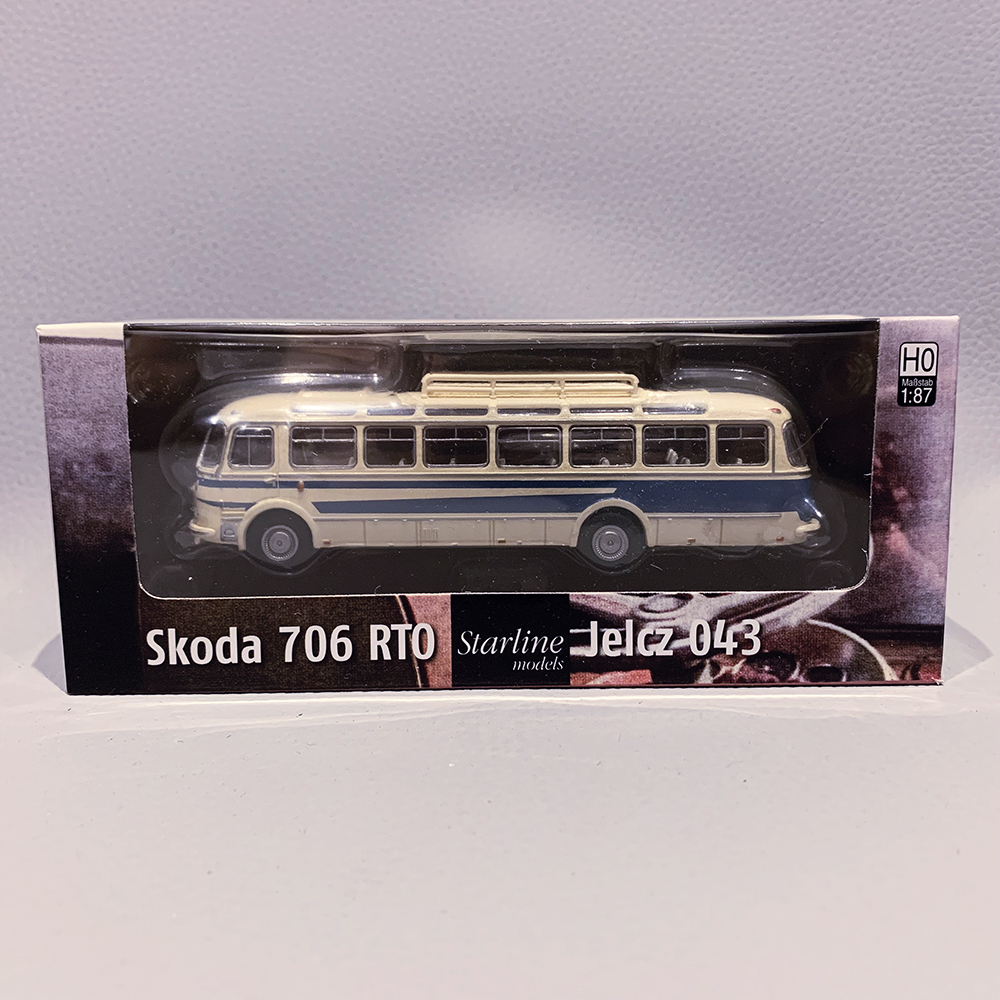 H0
Maßstab
1:87
Skoda 706 RTO
Starline
models
Jelcz 043